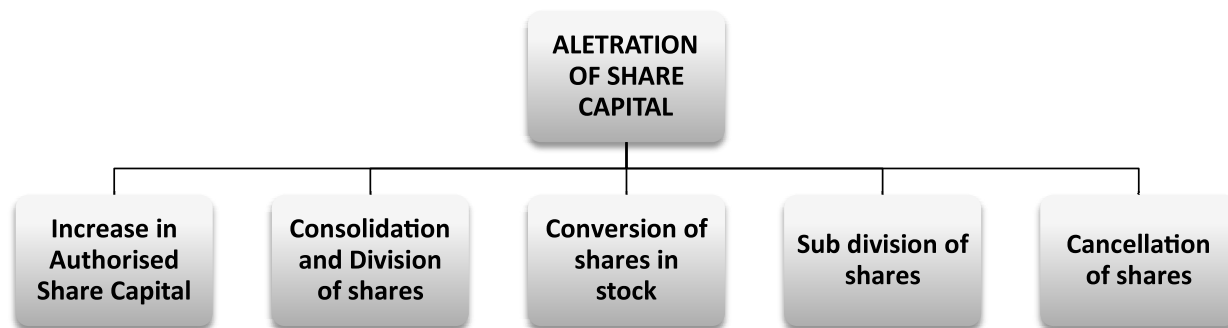 ALETRATION
OF SHARE
CAPITAL
Increase in
Authorised
Share Capital
Consolidation
and Division
of shares
Conversion of
shares in
stock
Sub division of
shares
Cancellation
of shares